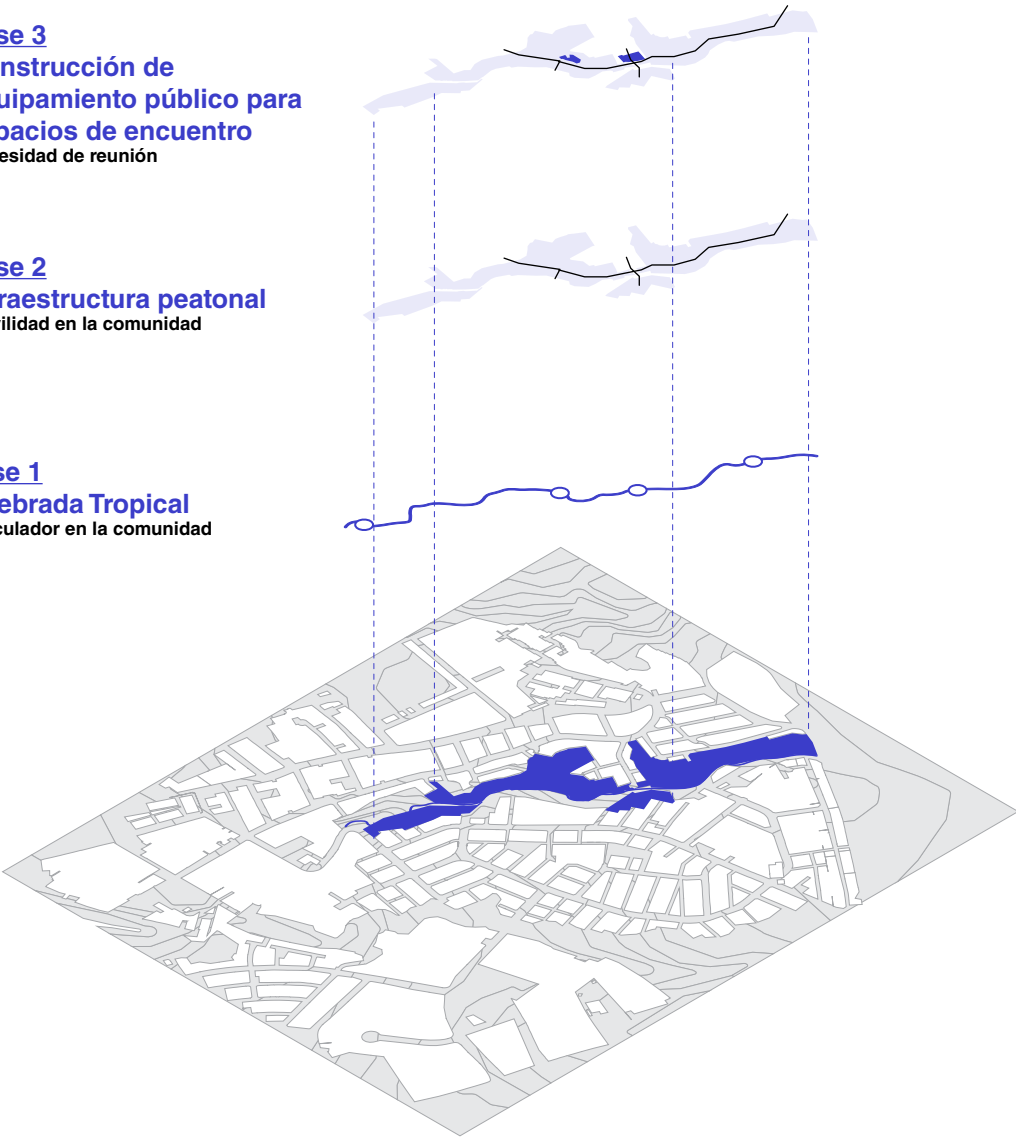 se 3
nstrucción de
uipamiento público para
pacios de encuentro
esidad de reunión
se 2
raestructura peatonal
vilidad en la comunidad
se 1
ebrada Tropical
culador en la comunidad